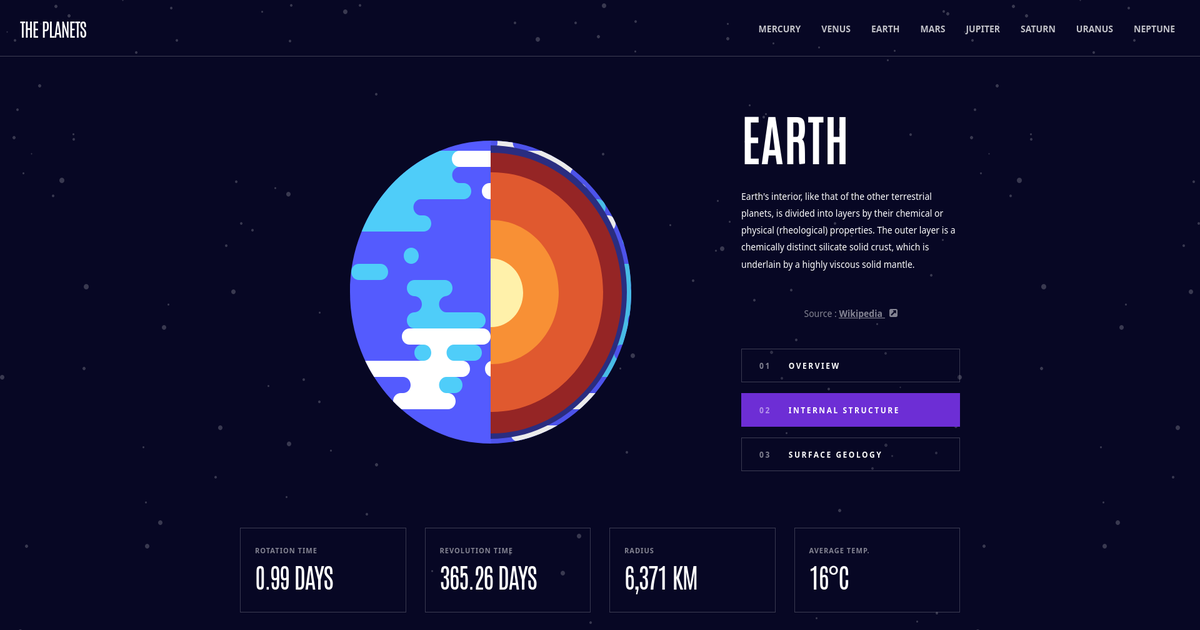 THE PLANETS
MERCURY VENUS EARTH MARS JUPITER SATURN URANUS NEPTUNE
EARTH
Earth's interior, like that of the other terrestrial
planets, is divided into layers by their chemical or
physical (rheological) properties. The outer layer is a
chemically distinct silicate solid crust, which is
underlain by a highly viscous solid mantle.
Source : Wikipedia
01 OVERVIEW
02 INTERNAL STRUCTURE
03 SURFACE GEOLOGY
ROTATION TIME
0.99 DAYS
REVOLUTION TIME
365.26 DAYS
RADIUS
6,371 KM
AVERAGE TEMP.
16°C